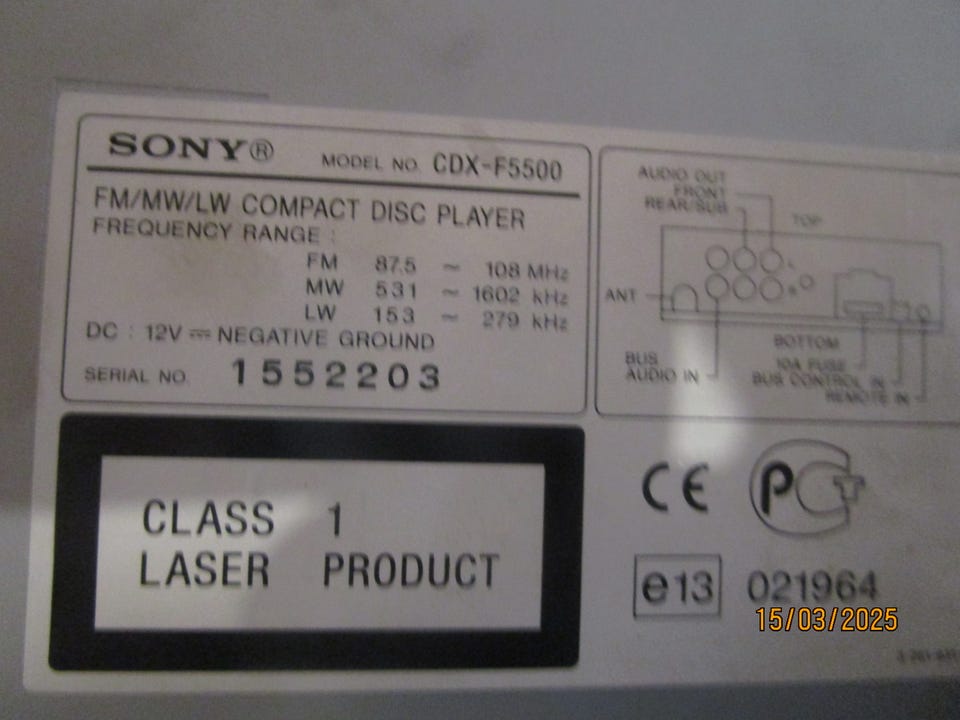 SONY®
MODEL NO. CDX-F5500
FM/MW/LW COMPACT DISC PLAYER
FREQUENCY RANGE :
FM 87.5 ~ 108 MHz
MW 531 ~ 1602 kHz
LW 153 ~ 279 kHz
DC : 12V ⎓ NEGATIVE GROUND
SERIAL NO. 1552203
CLASS 1
LASER PRODUCT
AUDIO OUT
FRONT
REAR/SUB
TOP
L
R
ANT
BOTTOM
BUS
AUDIO IN
10A FUSE
BUS CONTROL IN
REMOTE IN
CE
PCT
e13 021964
15/03/2025